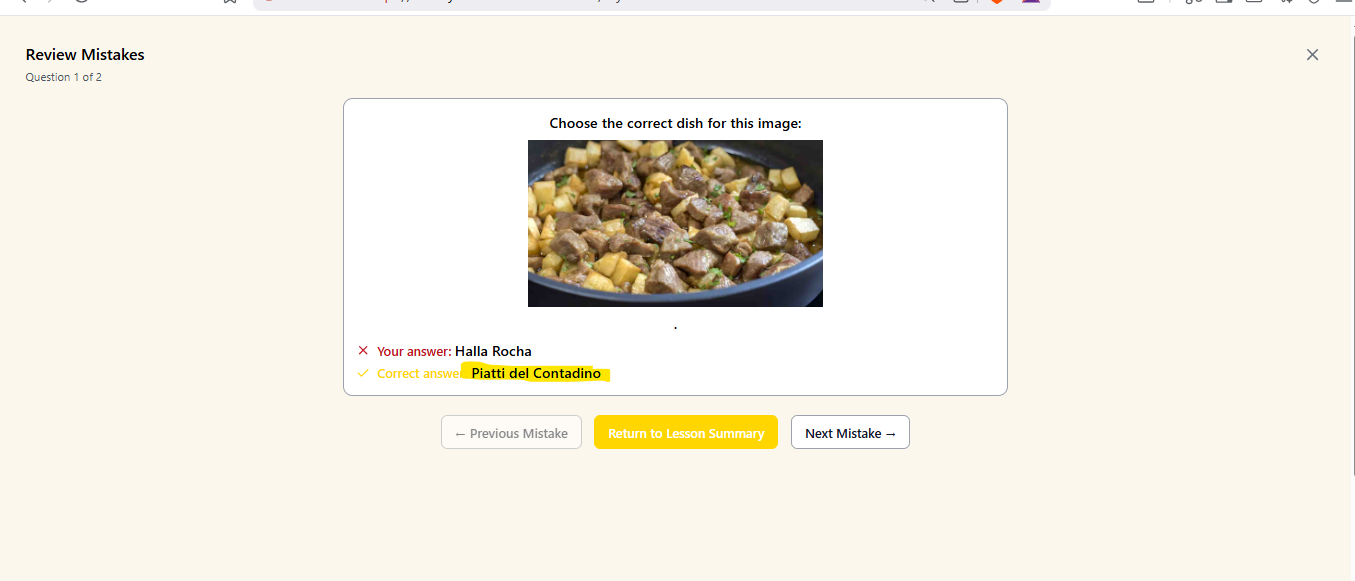 Review Mistakes
Question 1 of 2
Choose the correct dish for this image:
.
Your answer: Halla Rocha
Correct answer Piatti del Contadino
← Previous Mistake
Return to Lesson Summary
Next Mistake →